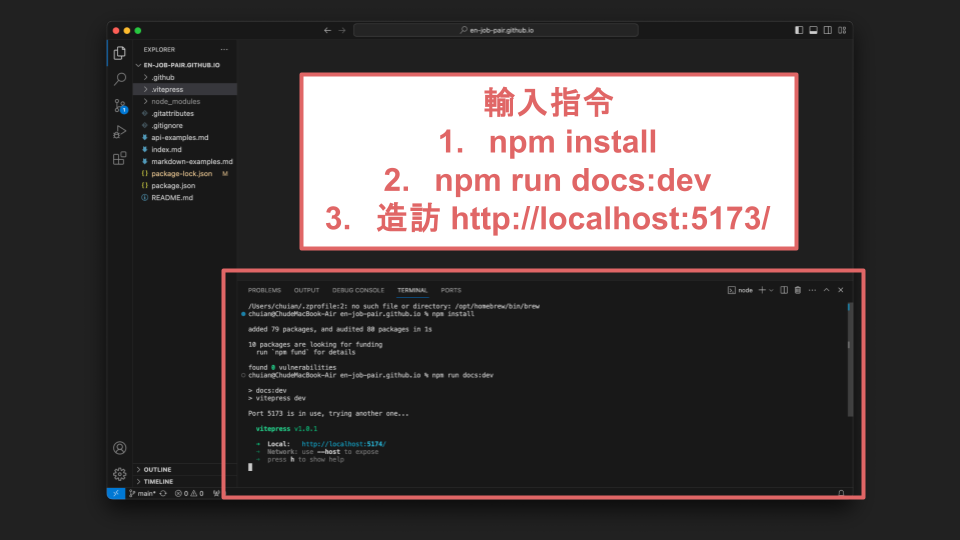 en-job-pair.github.io
EXPLORER
EN-JOB-PAIR.GITHUB.IO
.github
.vitepress
node_modules
.gitattributes
.gitignore
api-examples.md
index.md
markdown-examples.md
package-lock.json M
package.json
README.md
OUTLINE
TIMELINE
main* 0 0
1
輸入指令
1. npm install
2. npm run docs:dev
3. 造訪 http://localhost:5173/
PROBLEMS OUTPUT DEBUG CONSOLE TERMINAL PORTS
node
/Users/chuian/.zprofile:2: no such file or directory: /opt/homebrew/bin/brew
chuian@ChudeMacBook-Air en-job-pair.github.io % npm install
added 79 packages, and audited 80 packages in 1s
10 packages are looking for funding
run `npm fund` for details
found 0 vulnerabilities
chuian@ChudeMacBook-Air en-job-pair.github.io % npm run docs:dev
> docs:dev
> vitepress dev
Port 5173 is in use, trying another one...
vitepress v1.0.1
➜ Local: http://localhost:5174/
➜ Network: use --host to expose
➜ press h to show help